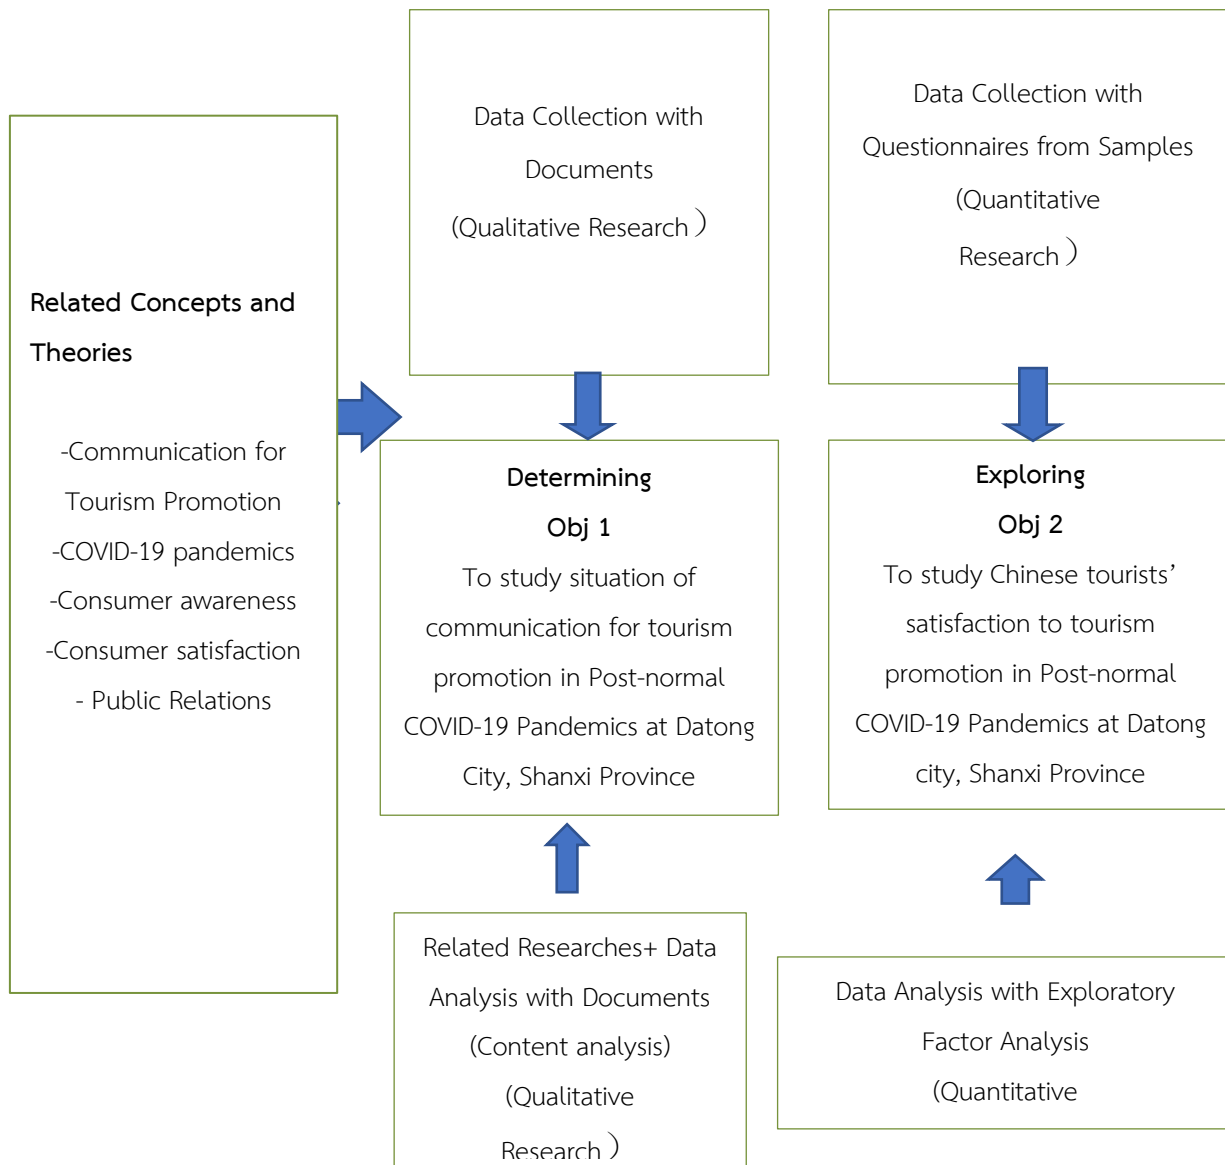 Related Concepts and
Theories
-Communication for
Tourism Promotion
-COVID-19 pandemics
-Consumer awareness
-Consumer satisfaction
- Public Relations
Data Collection with
Documents
(Qualitative Research）
Determining
Obj 1
To study situation of
communication for tourism
promotion in Post-normal
COVID-19 Pandemics at Datong
City, Shanxi Province
Related Researches+ Data
Analysis with Documents
(Content analysis)
(Qualitative
Research）
Data Collection with
Questionnaires from Samples
(Quantitative
Research）
Exploring
Obj 2
To study Chinese tourists’
satisfaction to tourism
promotion in Post-normal
COVID-19 Pandemics at Datong
city, Shanxi Province
Data Analysis with Exploratory
Factor Analysis
(Quantitative